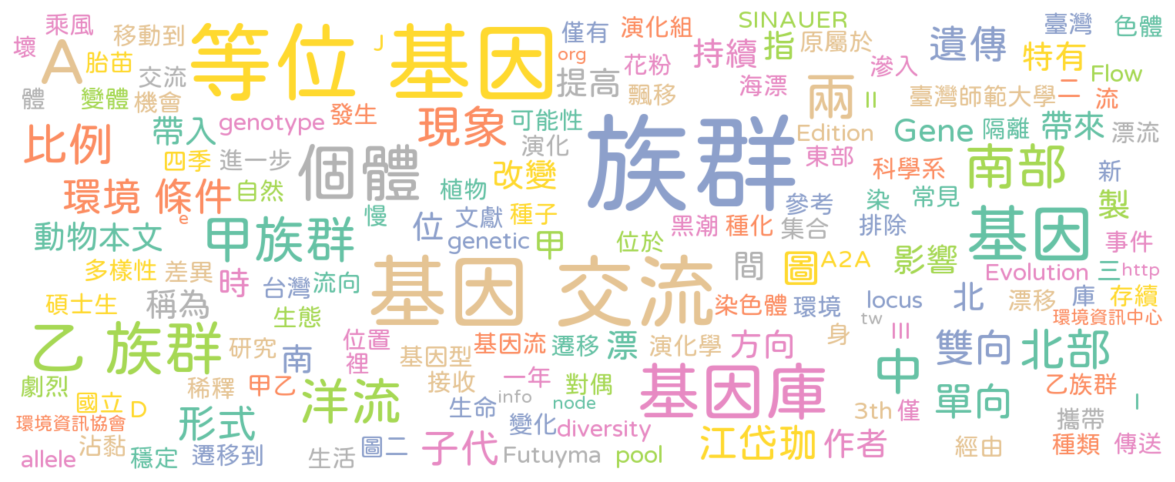 乘風 移動到 等位 基因 J 僅有 演化組 SINAUER 臺灣 色體
壞 A 胎苗 交流 org 提高 花粉 持續 指 原屬於 遺傳 特有
體 變體 機會 飄移 海漂 兩 滲入 Flow
比例 帶入 genotype 發生 現象 可能性 族群 II 臺灣師範大學 二 流
四季 進一步 個體 演化 Edition Gene 隔離 帶來 漂流
環境 條件 自然 植物 改變 東部 科學系 南部 新
e 慢 位 文獻 種子 黑潮 種化 參考 染 常見 製
動物本文 甲族群 genetic 甲 位於 集合 排除 基因 事件
多樣性 差異 時 台灣 流向 基因 交流 間 圖 A2A 影響 Evolution 三 http
碩士生 稱為 生態 染色體 環境 locus 北 漂移 庫 存續
乙 族群 位置 tw III 環境資訊中心
研究 南 裡 基因型 基因流 遷移 漂 演化學 方向 身 中 雙向 北部
劇烈 稀釋 甲乙 洋流 接收 一年 對偶 基因庫 單向 乙族群
國立 D 生命 info node 3th 僅 攜帶 I
環境資訊協會 形式 變化 diversity
沾黏 圖二 子代 江岱珈 作者 經由 種類 傳送
allele 穩定 遷移到 生活 Futuyma pool